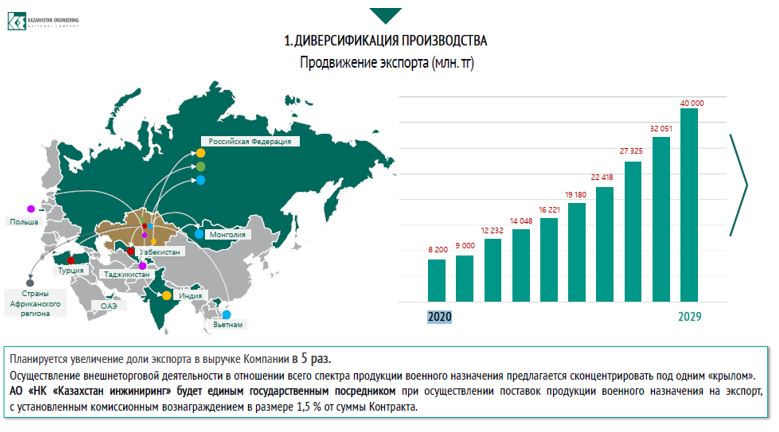 KAZAKHSTAN ENGINEERING
NATIONAL COMPANY
1. ДИВЕРСИФИКАЦИЯ ПРОИЗВОДСТВА
Продвижение экспорта (млн. тг)
Российская Федерация
Польша
Монголия
Узбекистан
Турция
Таджикистан
Страны
Африканского
региона
ОАЭ
Индия
Вьетнам
8 200
9 000
12 232
14 048
16 221
19 180
22 418
27 325
32 051
40 000
2020
2029
Планируется увеличение доли экспорта в выручке Компании в 5 раз.
Осуществление внешнеторговой деятельности в отношении всего спектра продукции военного назначения предлагается сконцентрировать под одним «крылом».
АО «НК «Казахстан инжиниринг» будет единым государственным посредником при осуществлении поставок продукции военного назначения на экспорт,
с установленным комиссионным вознаграждением в размере 1,5 % от суммы Контракта.